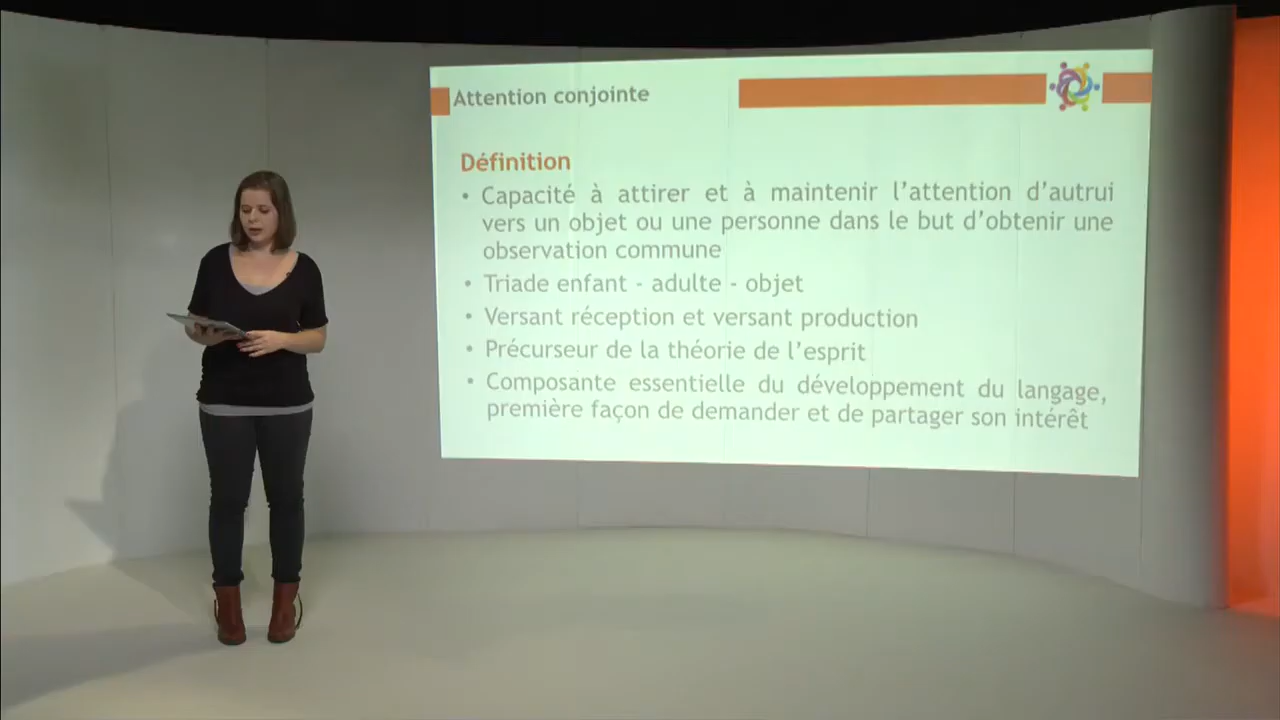 Attention conjointe
Définition
• Capacité à attirer et à maintenir l'attention d'autrui
vers un objet ou une personne dans le but d'obtenir une
observation commune
• Triade enfant - adulte - objet
• Versant réception et versant production
• Précurseur de la théorie de l'esprit
• Composante essentielle du développement du langage,
première façon de demander et de partager son intérêt